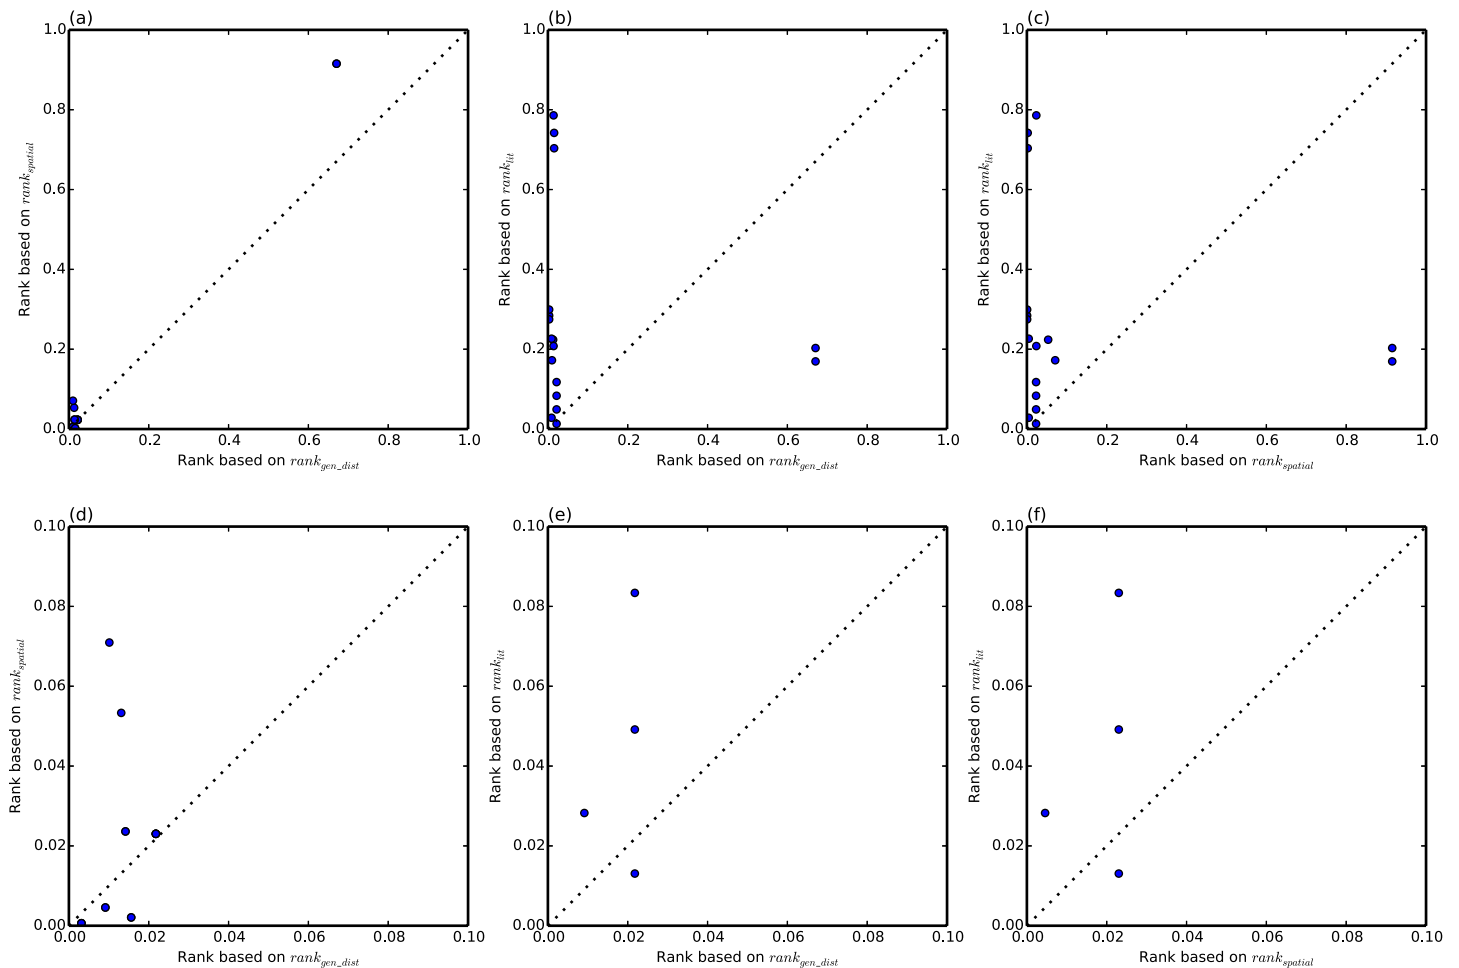 (a)
1.0
0.8
0.6
0.4
0.2
0.0
Rank based on rank_spatial
0.0 0.2 0.4 0.6 0.8 1.0
Rank based on rank_gen_dist
(b)
1.0
0.8
0.6
0.4
0.2
0.0
Rank based on rank_lit
0.0 0.2 0.4 0.6 0.8 1.0
Rank based on rank_gen_dist
(c)
1.0
0.8
0.6
0.4
0.2
0.0
Rank based on rank_lit
0.0 0.2 0.4 0.6 0.8 1.0
Rank based on rank_spatial
(d)
0.10
0.08
0.06
0.04
0.02
0.00
Rank based on rank_spatial
0.00 0.02 0.04 0.06 0.08 0.10
Rank based on rank_gen_dist
(e)
0.10
0.08
0.06
0.04
0.02
0.00
Rank based on rank_lit
0.00 0.02 0.04 0.06 0.08 0.10
Rank based on rank_gen_dist
(f)
0.10
0.08
0.06
0.04
0.02
0.00
Rank based on rank_lit
0.00 0.02 0.04 0.06 0.08 0.10
Rank based on rank_spatial